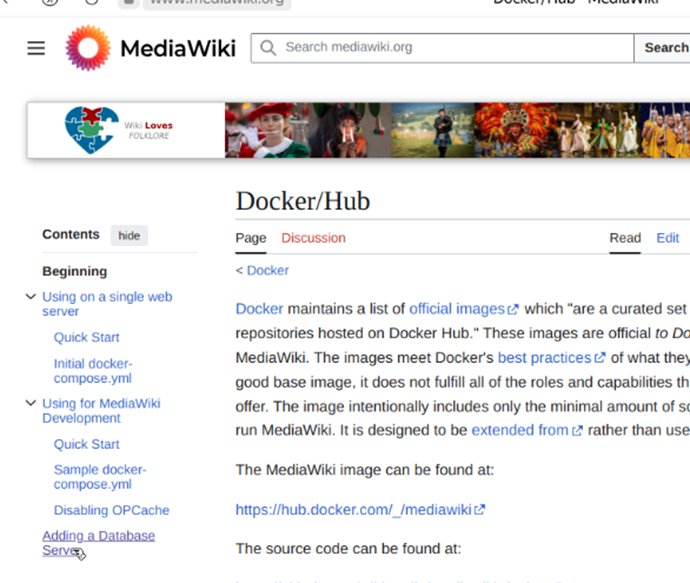 www.mediawiki.org
Docker/Hub - MediaWiki
MediaWiki
Search mediawiki.org
Search
Wiki Loves
FOLKLORE
Docker/Hub
Contents
hide
Page
Discussion
Read
Edit
Beginning
< Docker
Using on a single web
server
Quick Start
Initial docker-
compose.yml
Using for MediaWiki
Development
Quick Start
Sample docker-
compose.yml
Disabling OPCache
Adding a Database
Server
Docker maintains a list of official images which "are a curated set
repositories hosted on Docker Hub." These images are official to Do
MediaWiki. The images meet Docker's best practices of what they
good base image, it does not fulfill all of the roles and capabilities th
offer. The image intentionally includes only the minimal amount of so
run MediaWiki. It is designed to be extended from rather than use
The MediaWiki image can be found at:
https://hub.docker.com/_/mediawiki
The source code can be found at: